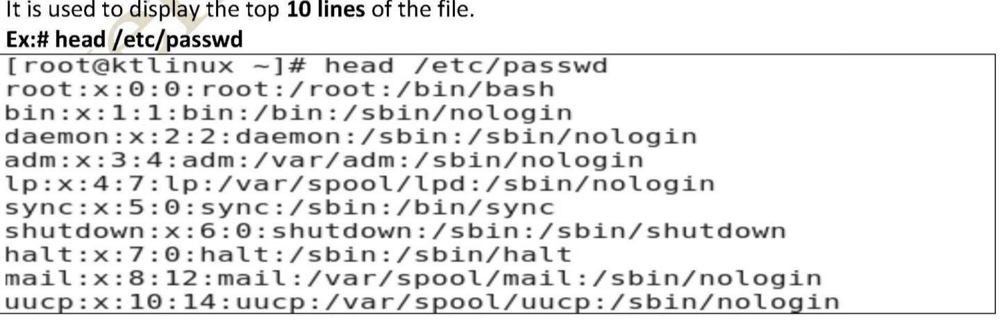 It is used to display the top 10 lines of the file.
Ex:# head /etc/passwd
[root@ktlinux ~]# head /etc/passwd
root:x:0:0:root:/root:/bin/bash
bin:x:1:1:bin:/bin:/sbin/nologin
daemon:x:2:2:daemon:/sbin:/sbin/nologin
adm:x:3:4:adm:/var/adm:/sbin/nologin
lp:x:4:7:lp:/var/spool/lpd:/sbin/nologin
sync:x:5:0:sync:/sbin:/bin/sync
shutdown:x:6:0:shutdown:/sbin:/sbin/shutdown
halt:x:7:0:halt:/sbin:/sbin/halt
mail:x:8:12:mail:/var/spool/mail:/sbin/nologin
uucp:x:10:14:uucp:/var/spool/uucp:/sbin/nologin